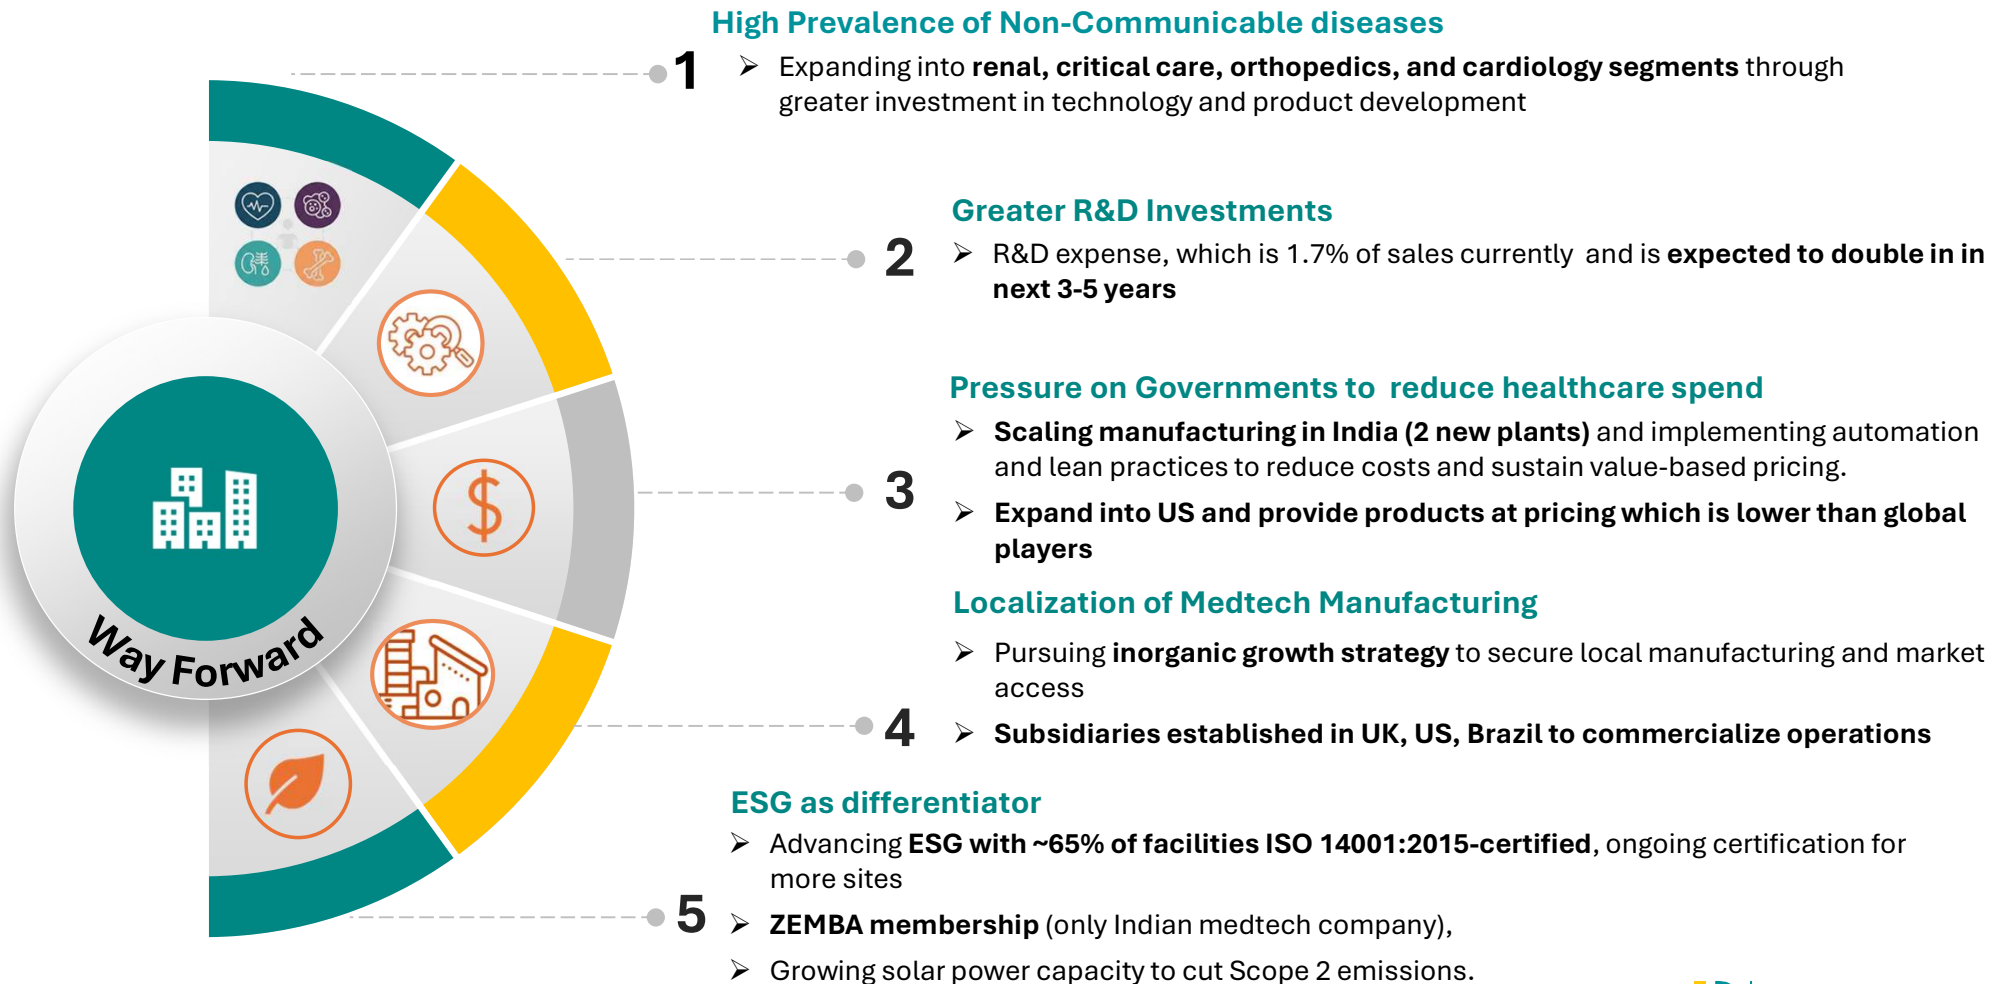 High Prevalence of Non-Communicable diseases
1
➢ Expanding into renal, critical care, orthopedics, and cardiology segments through
greater investment in technology and product development
Greater R&D Investments
2
➢ R&D expense, which is 1.7% of sales currently and is expected to double in in
next 3-5 years
Pressure on Governments to reduce healthcare spend
➢ Scaling manufacturing in India (2 new plants) and implementing automation
and lean practices to reduce costs and sustain value-based pricing.
3
➢ Expand into US and provide products at pricing which is lower than global
players
Localization of Medtech Manufacturing
➢ Pursuing inorganic growth strategy to secure local manufacturing and market
access
4
➢ Subsidiaries established in UK, US, Brazil to commercialize operations
Way Forward
ESG as differentiator
➢ Advancing ESG with ~65% of facilities ISO 14001:2015-certified, ongoing certification for
more sites
5
➢ ZEMBA membership (only Indian medtech company),
➢ Growing solar power capacity to cut Scope 2 emissions.